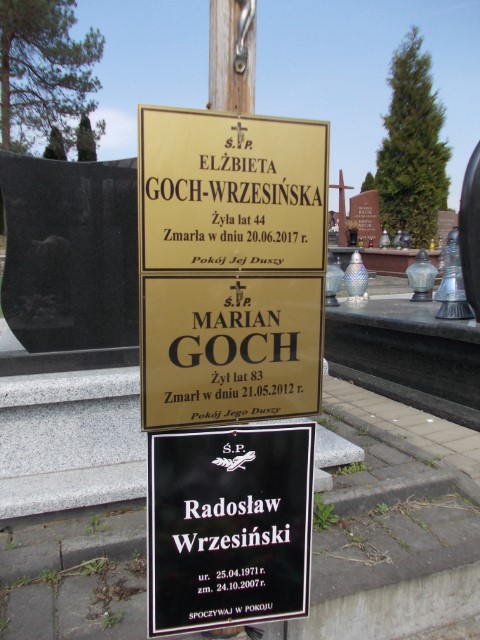 Ś.P.
ELŻBIETA
GOCH-WRZESIŃSKA
Żyła lat 44
Zmarła w dniu 20.06.2017 r.
Pokój Jej Duszy
Ś.P.
MARIAN
GOCH
Żył lat 83
Zmarł w dniu 21.05.2012 r.
Pokój Jego Duszy
Ś.P.
Radosław
Wrzesiński
ur. 25.04.1971 r.
zm. 24.10.2007 r.
SPOCZYWAJ W POKOJU